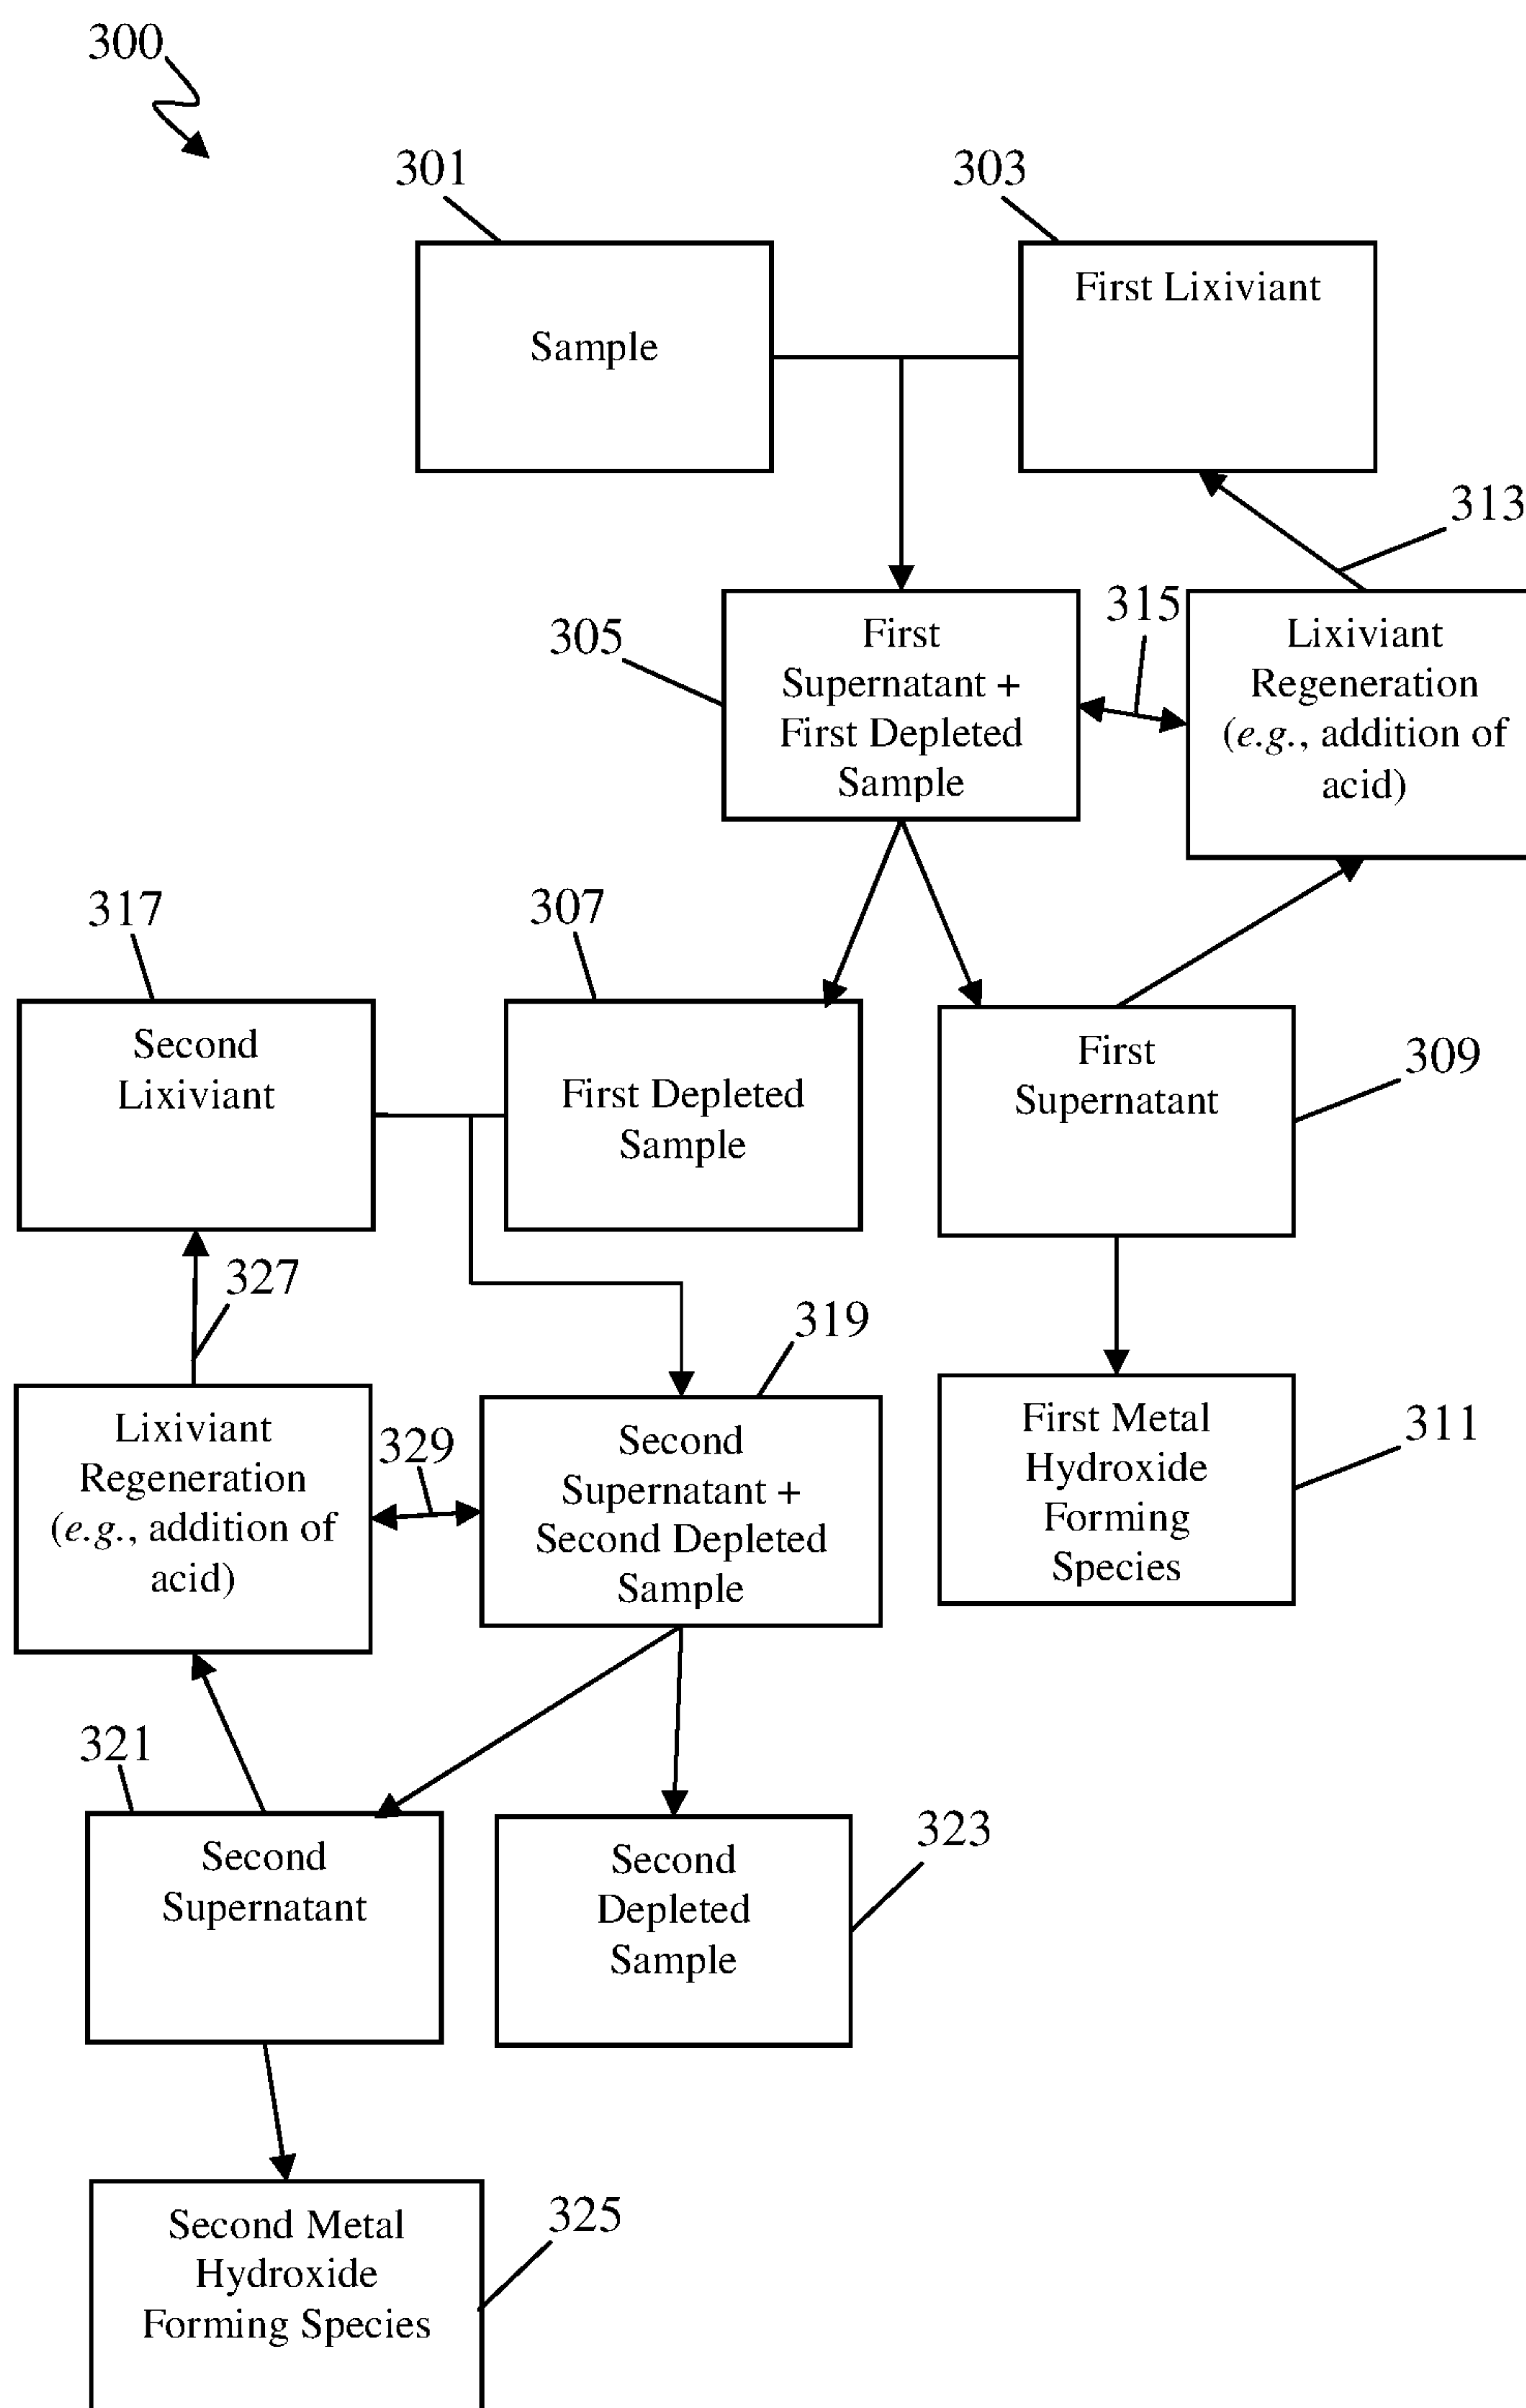 300
301
303
Sample
First Lixiviant
313
305
First
Supernatant +
First Depleted
Sample
315
Lixiviant
Regeneration
(e.g., addition of
acid)
317
307
Second
Lixiviant
First Depleted
Sample
First
Supernatant
309
327
319
Lixiviant
Regeneration
(e.g., addition of
acid)
329
Second
Supernatant +
Second Depleted
Sample
First Metal
Hydroxide
Forming
Species
311
321
Second
Supernatant
Second
Depleted
Sample
323
Second Metal
Hydroxide
Forming Species
325